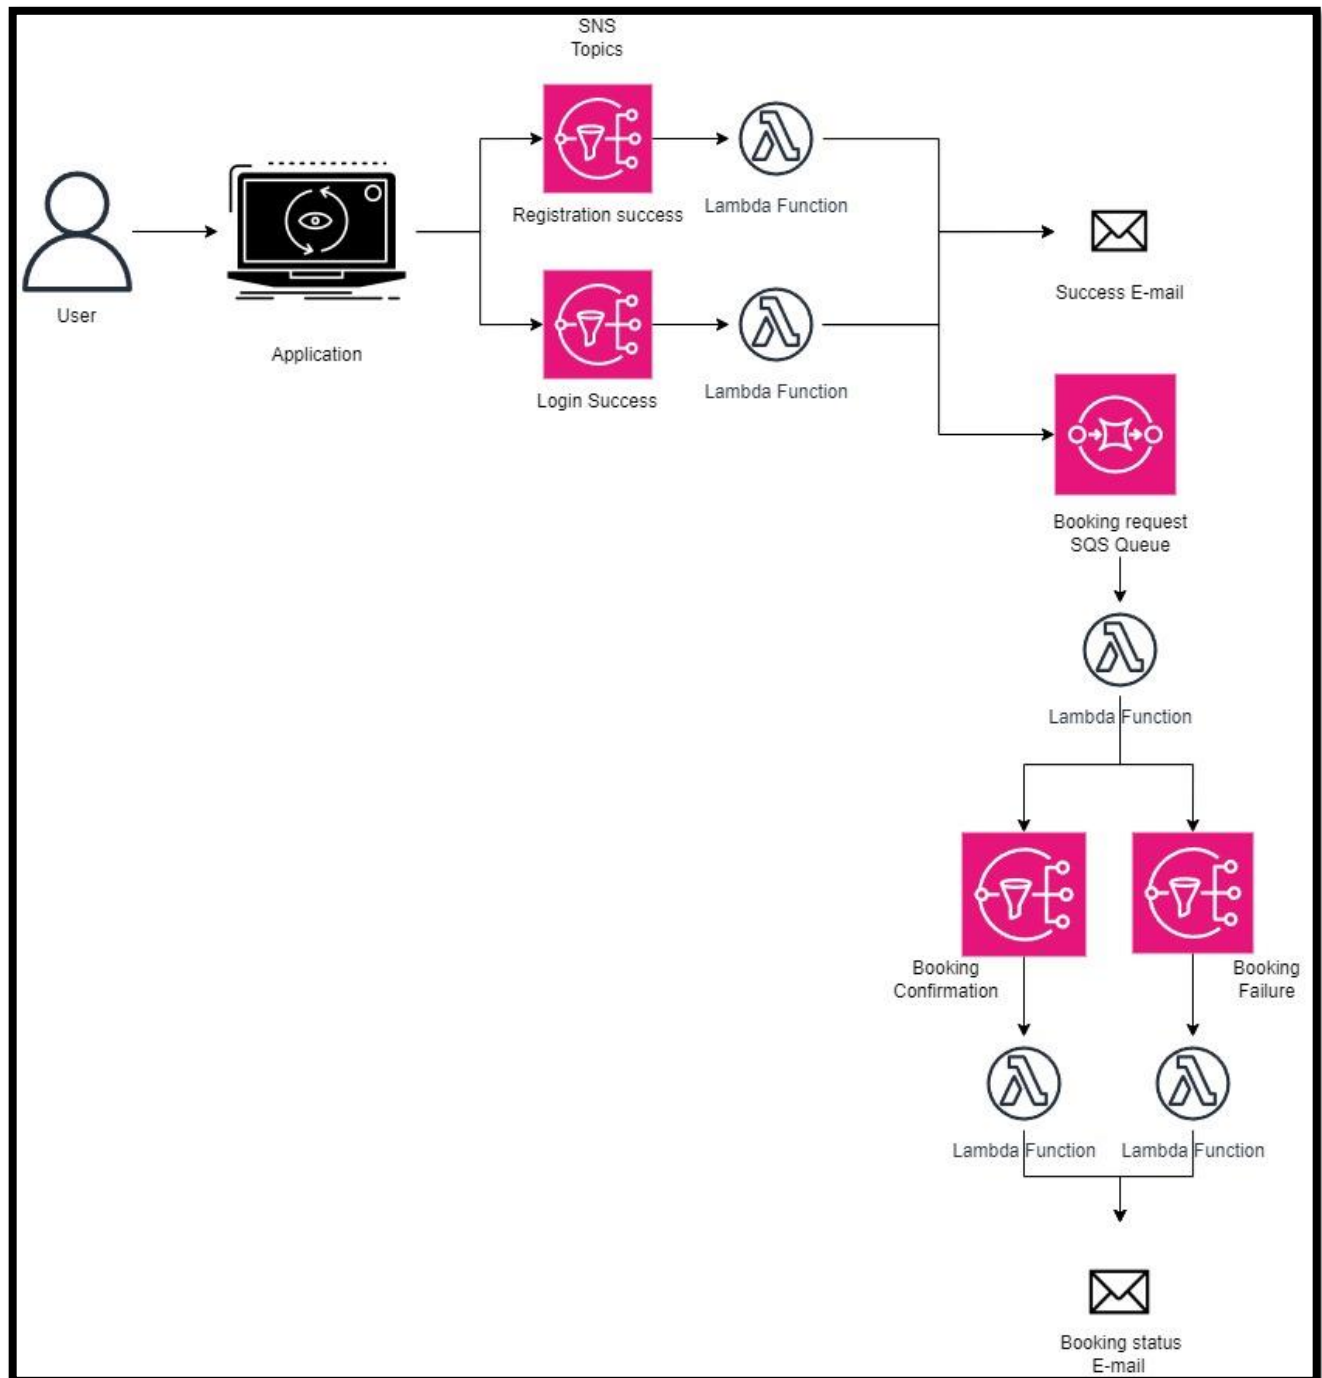 SNS
Topics
Registration success
Lambda Function
User
Application
Login Success
Lambda Function
Success E-mail
Booking request
SQS Queue
Lambda Function
Booking
Confirmation
Booking
Failure
Lambda Function
Lambda Function
Booking status
E-mail